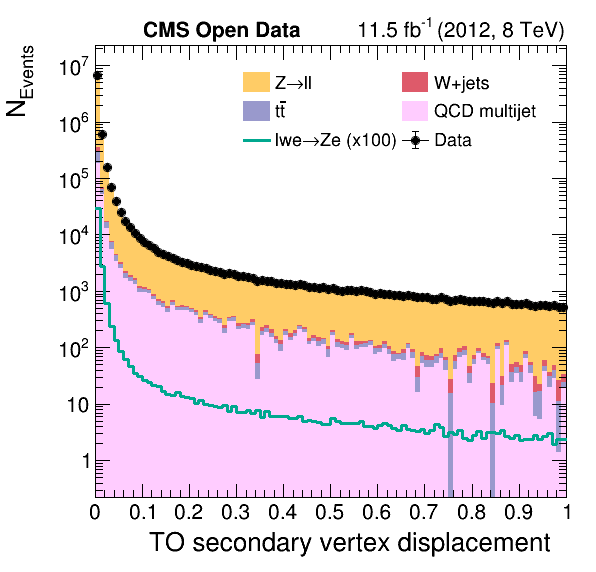 CMS Open Data 11.5 fb⁻¹ (2012, 8 TeV)
N_Events
Z→ll W+jets
tt̄ QCD multijet
lwe→Ze (x100) Data
10⁷
10⁶
10⁵
10⁴
10³
10²
10
1
0 0.1 0.2 0.3 0.4 0.5 0.6 0.7 0.8 0.9 1
TO secondary vertex displacement